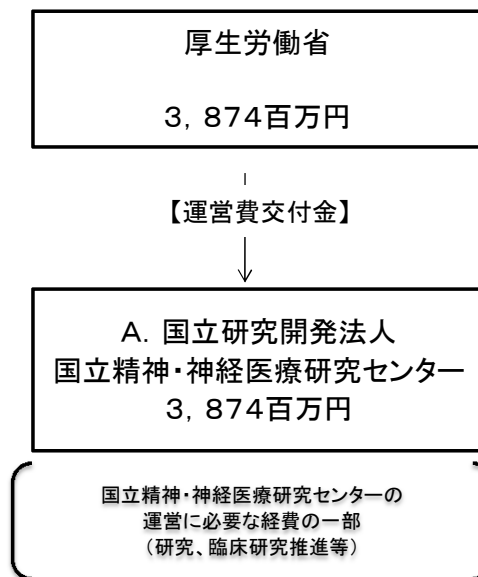 厚生労働省
3,874百万円
【運営費交付金】
A.国立研究開発法人
国立精神・神経医療研究センター
3,874百万円
国立精神・神経医療研究センターの
運営に必要な経費の一部
(研究、臨床研究推進等)